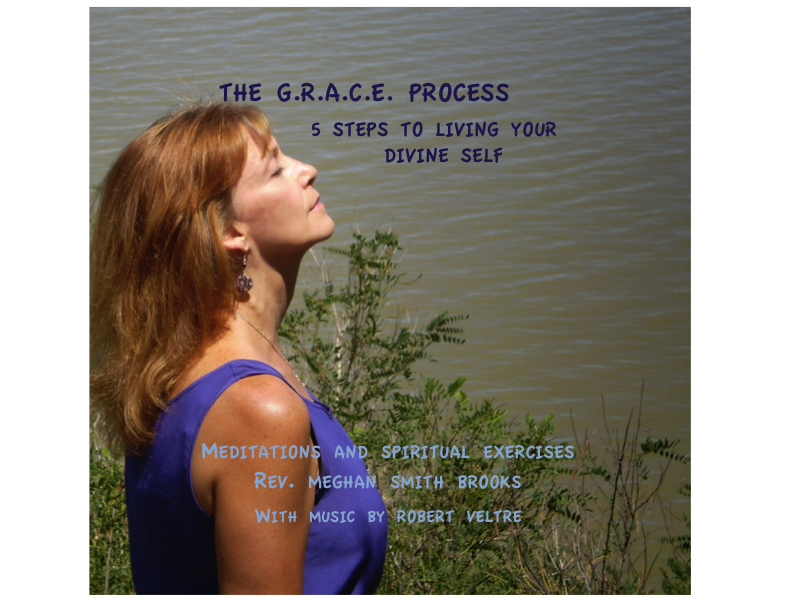 THE G.R.A.C.E. PROCESS
5 STEPS TO LIVING YOUR
DIVINE SELF
MEDITATIONS AND SPIRITUAL EXERCISES
REV. MEGHAN SMITH BROOKS
WITH MUSIC BY ROBERT VELTRE